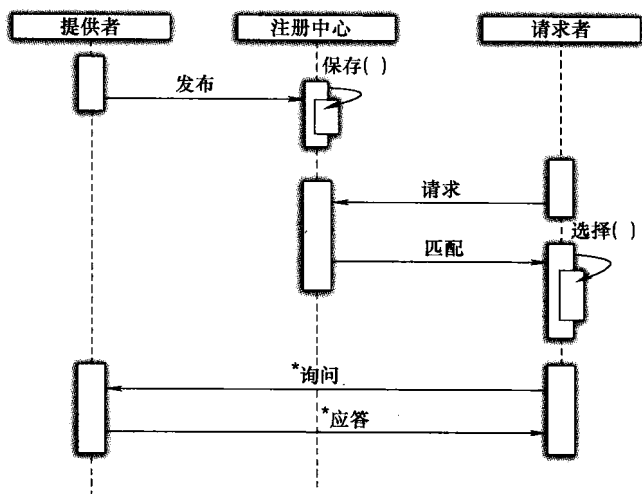 提供者
注册中心
请求者
保存( )
发布
请求
选择( )
匹配
*询问
*应答